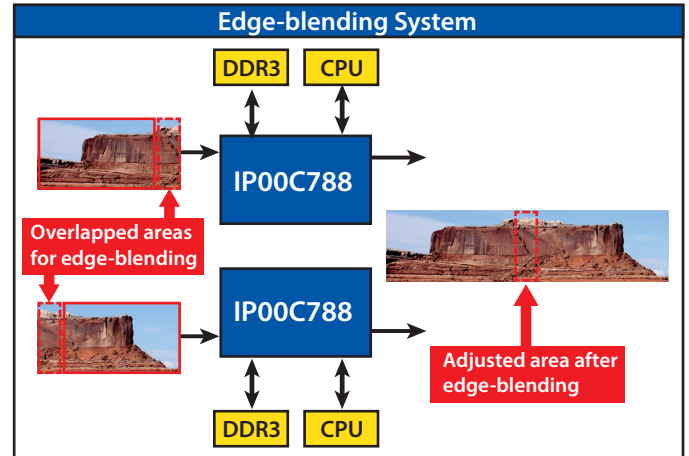 Edge-blending System
DDR3
CPU
IP00C788
Overlapped areas
for edge-blending
IP00C788
Adjusted area after
edge-blending
DDR3
CPU